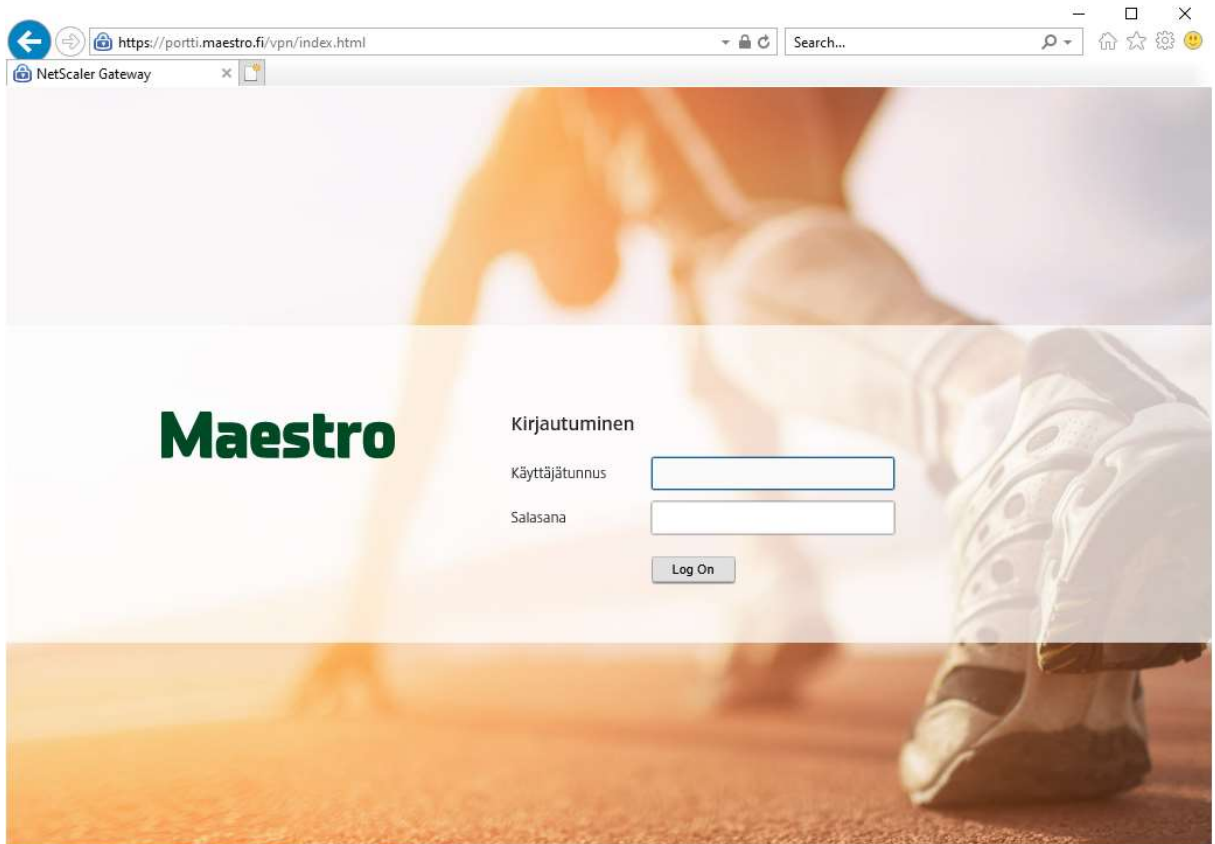 https://portti.maestro.fi/vpn/index.html
Search...
NetScaler Gateway
Maestro
Kirjautuminen
Käyttäjätunnus
Salasana
Log On